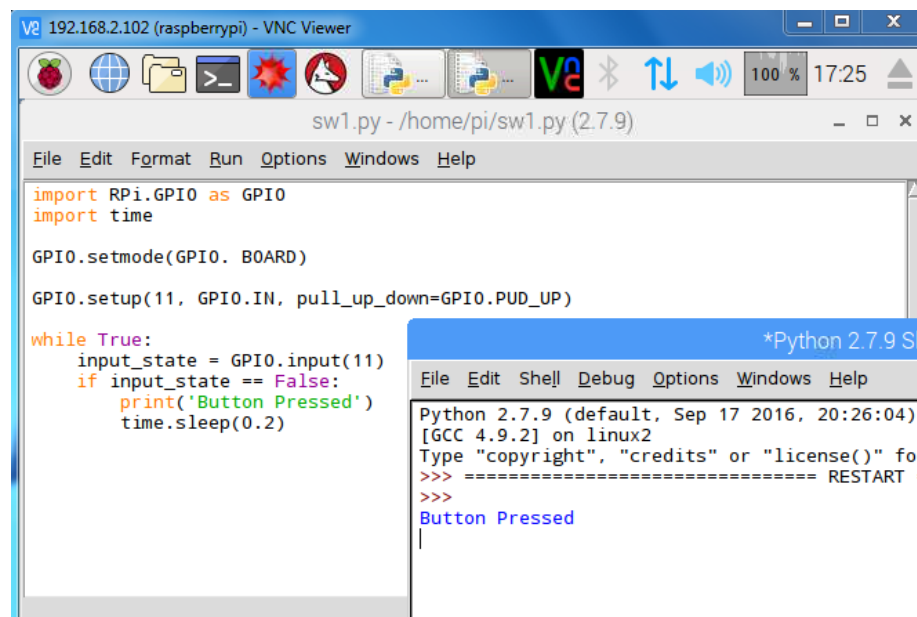 192.168.2.102 (raspberrypi) - VNC Viewer
100 % 17:25
sw1.py - /home/pi/sw1.py (2.7.9)
File Edit Format Run Options Windows Help
import RPi.GPIO as GPIO
import time
GPIO.setmode(GPIO. BOARD)
GPIO.setup(11, GPIO.IN, pull_up_down=GPIO.PUD_UP)
while True:
    input_state = GPIO.input(11)
    if input_state == False:
        print('Button Pressed')
        time.sleep(0.2)
*Python 2.7.9 S
File Edit Shell Debug Options Windows Help
Python 2.7.9 (default, Sep 17 2016, 20:26:04)
[GCC 4.9.2] on linux2
Type "copyright", "credits" or "license()" fo
>>> ================================ RESTART
>>>
Button Pressed